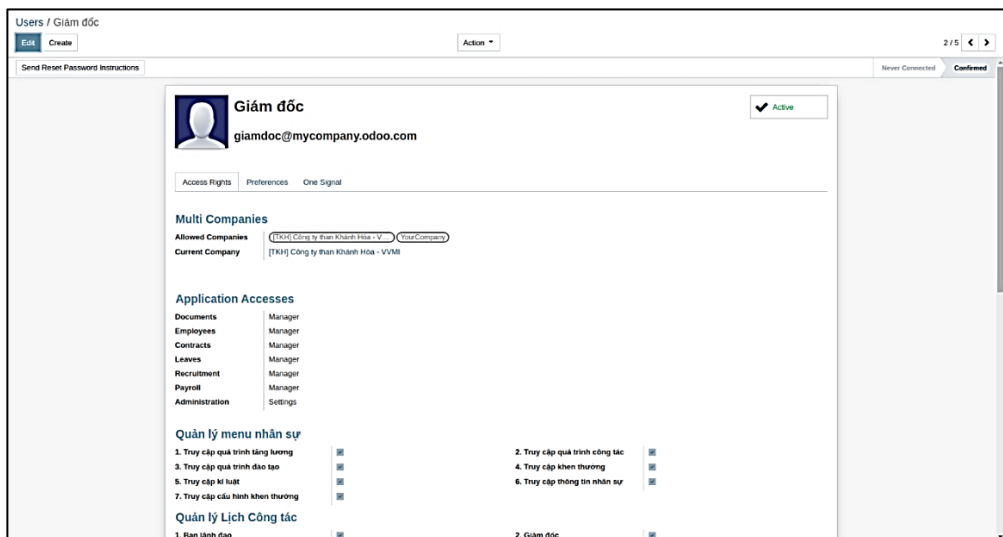 Users / Giám đốc
Edit Create Action 2 / 5
Send Reset Password Instructions Never Connected Confirmed
Giám đốc Active
giamdoc@mycompany.odoo.com
Access Rights Preferences One Signal
Multi Companies
Allowed Companies [TKH] Công ty than Khánh Hòa - V... YourCompany
Current Company [TKH] Công ty than Khánh Hòa - VVMI
Application Accesses
Documents Manager
Employees Manager
Contracts Manager
Leaves Manager
Recruitment Manager
Payroll Manager
Administration Settings
Quản lý menu nhân sự
1. Truy cập quá trình tăng lương 2. Truy cập quá trình công tác
3. Truy cập quá trình đào tạo 4. Truy cập khen thưởng
5. Truy cập kỉ luật 6. Truy cập thông tin nhân sự
7. Truy cập cấu hình khen thưởng
Quản lý Lịch Công tác
1. Ban lãnh đạo 2. Giám đốc